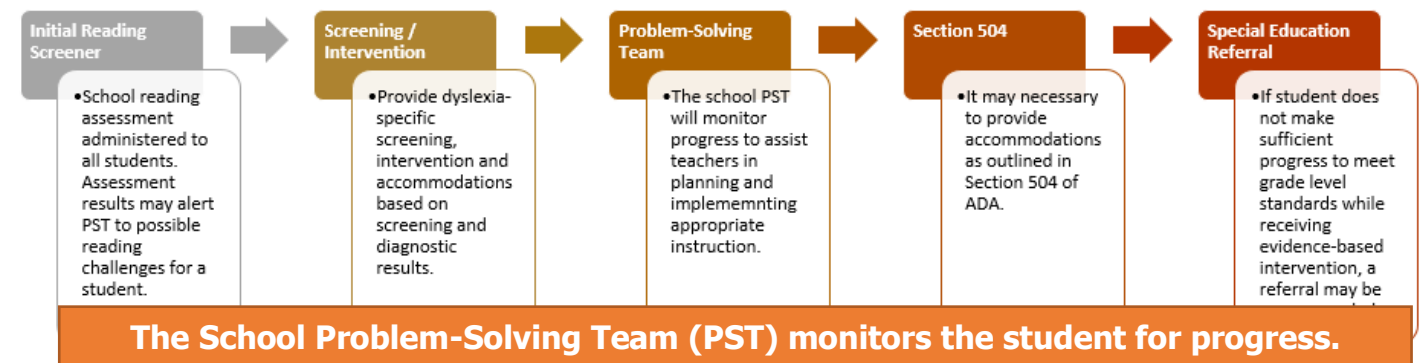 Initial Reading
Screener
•School reading
assessment
administered to
all students.
Assessment
results may alert
PST to possible
reading
challenges for a
student.
Screening /
Intervention
•Provide dyslexia-
specific
screening,
intervention and
accommodations
based on
screening and
diagnostic
results.
Problem-Solving
Team
•The school PST
will monitor
progress to assist
teachers in
planning and
implememnting
appropriate
instruction.
Section 504
•It may necessary
to provide
accommodations
as outlined in
Section 504 of
ADA.
Special Education
Referral
•If student does
not make
sufficient
progress to meet
grade level
standards while
receiving
evidence-based
intervention, a
referral may be
The School Problem-Solving Team (PST) monitors the student for progress.